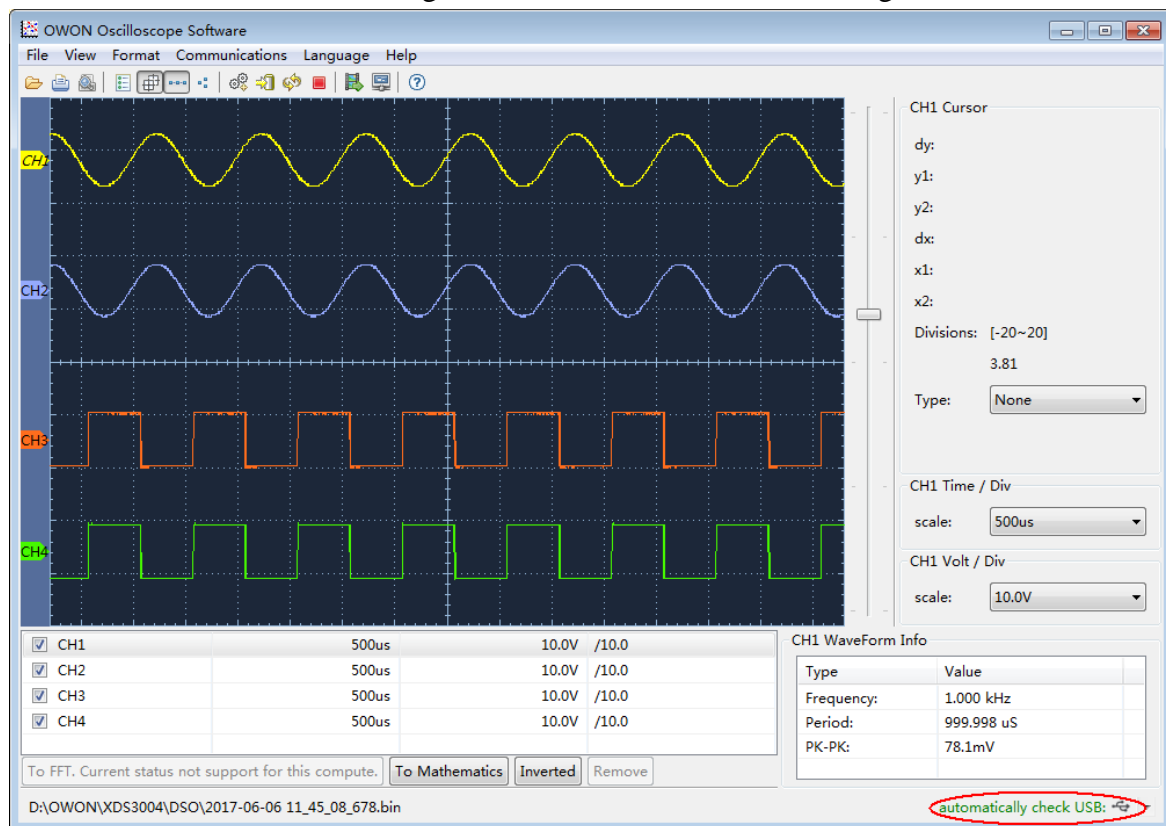 OWON Oscilloscope Software
File View Format Communications Language Help
CH1 Cursor
dy:
y1:
y2:
dx:
x1:
x2:
Divisions: [-20~20]
3.81
Type: None
CH1
CH2
CH3
CH4
CH1 Time / Div
scale: 500us
CH1 Volt / Div
scale: 10.0V
CH1 500us 10.0V /10.0
CH2 500us 10.0V /10.0
CH3 500us 10.0V /10.0
CH4 500us 10.0V /10.0
To FFT. Current status not support for this compute. To Mathematics Inverted Remove
CH1 WaveForm Info
Type Value
Frequency: 1.000 kHz
Period: 999.998 uS
PK-PK: 78.1mV
D:\OWON\XDS3004\DSO\2017-06-06 11_45_08_678.bin
automatically check USB: